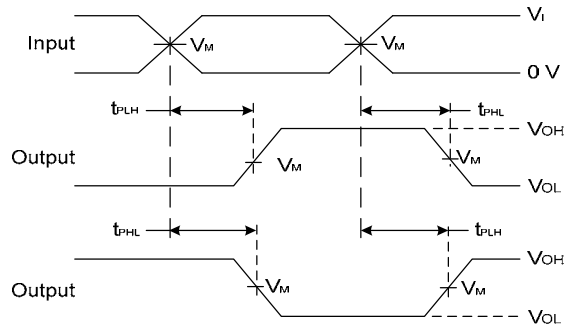 VI
Input VM VM
0 V
tPLH tPHL
VOH
Output VM VM
VOL
tPHL tPLH
VOH
Output VM VM
VOL